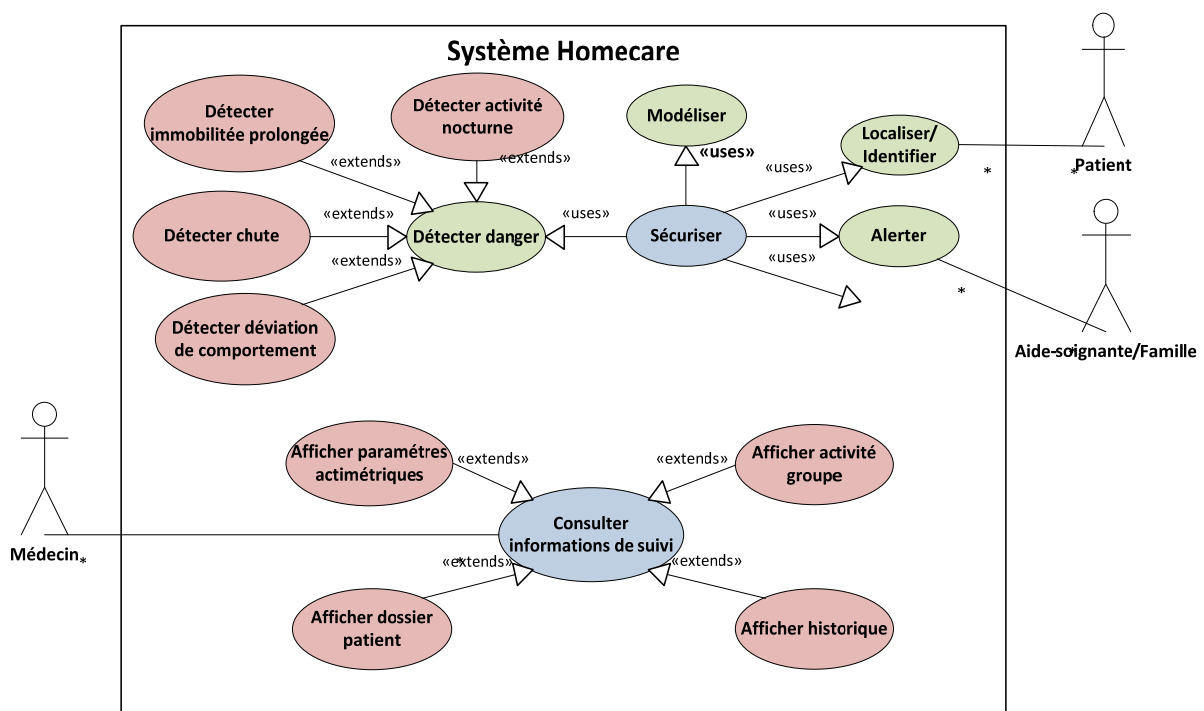 Système Homecare
Détecter
immobilitée prolongée
Détecter activité
nocturne
Modéliser
Localiser/
Identifier
Patient
«extends»
«extends»
«uses»
«uses»
*
*
Détecter chute
«extends»
Détecter danger
«uses»
Sécuriser
«uses»
Alerter
«extends»
«uses»
*
Détecter déviation
de comportement
Aide-soignante/Famille
*
Afficher paramétres
actimétriques
«extends»
«extends»
Afficher activité
groupe
Consulter
informations de suivi
Médecin
*
«extends»
*
«extends»
Afficher dossier
patient
Afficher historique